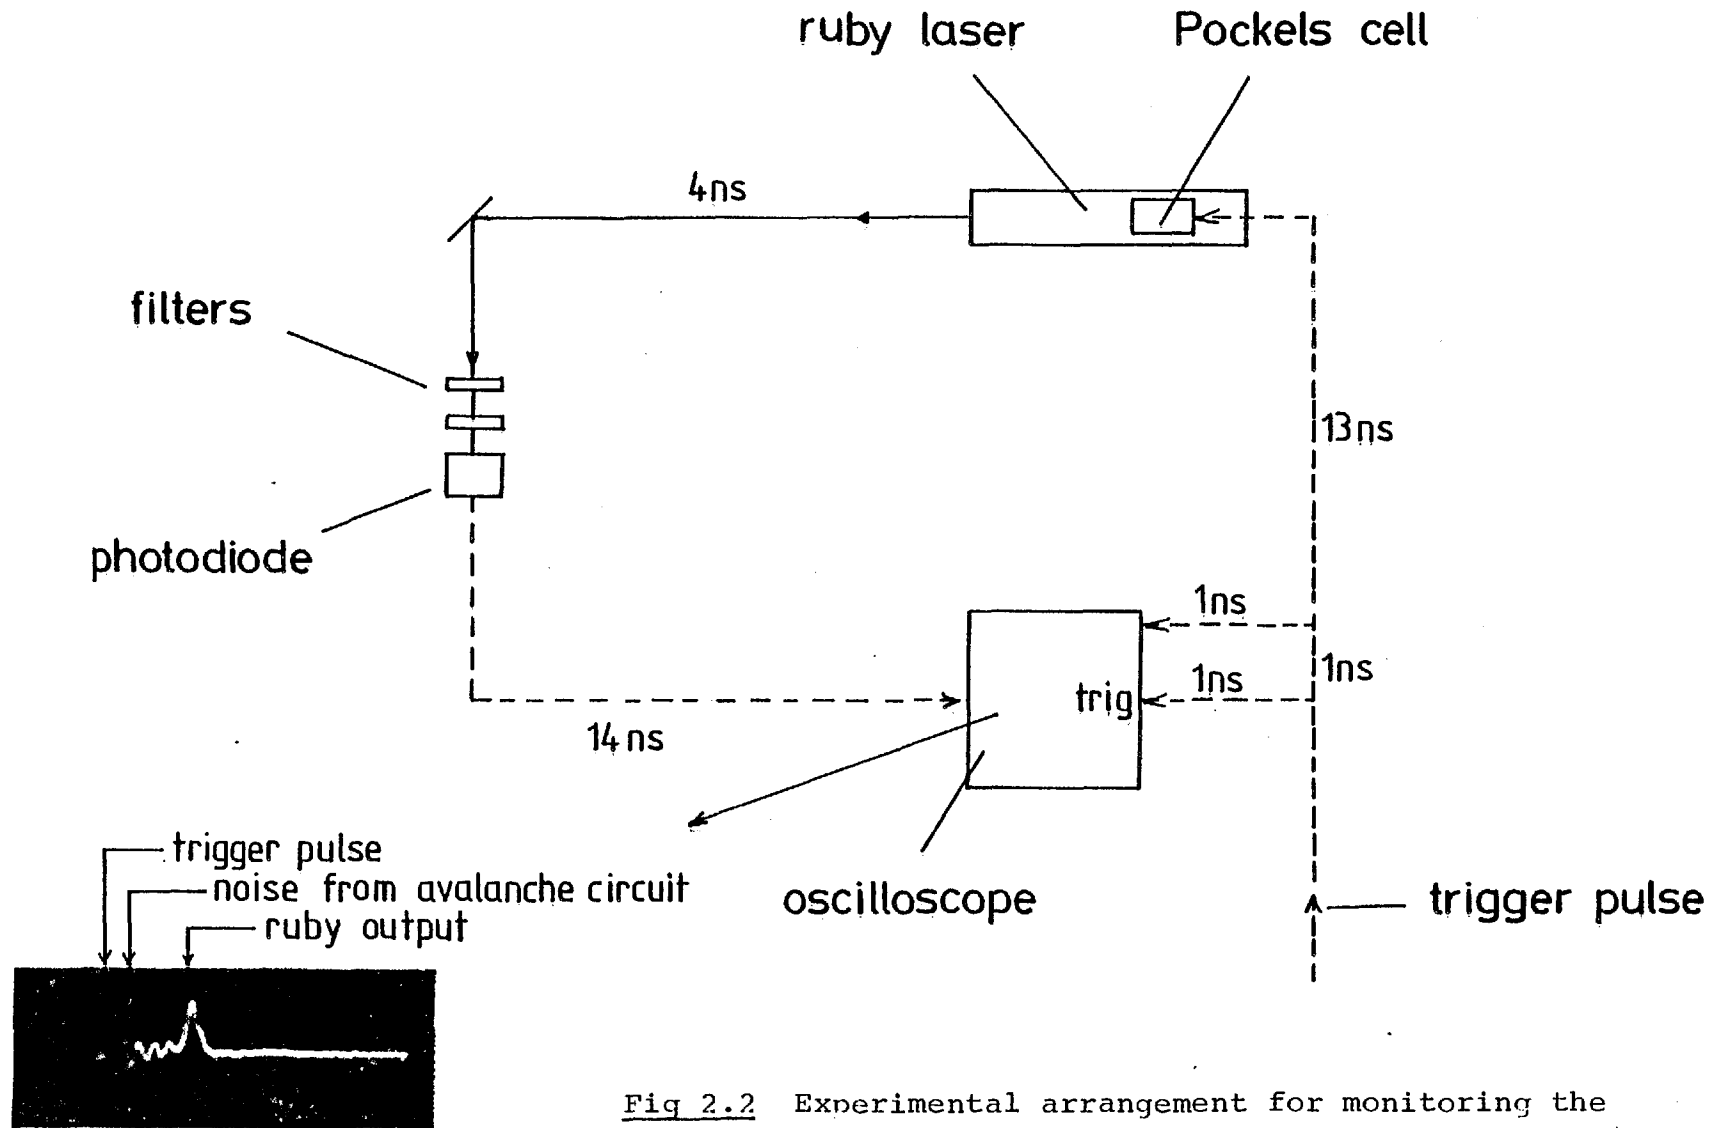 ruby laser
Pockels cell
4ns
filters
13ns
photodiode
1ns
1ns
1ns
trig
14ns
trigger pulse
noise from avalanche circuit
ruby output
oscilloscope
trigger pulse
Fig 2.2 Experimental arrangement for monitoring the